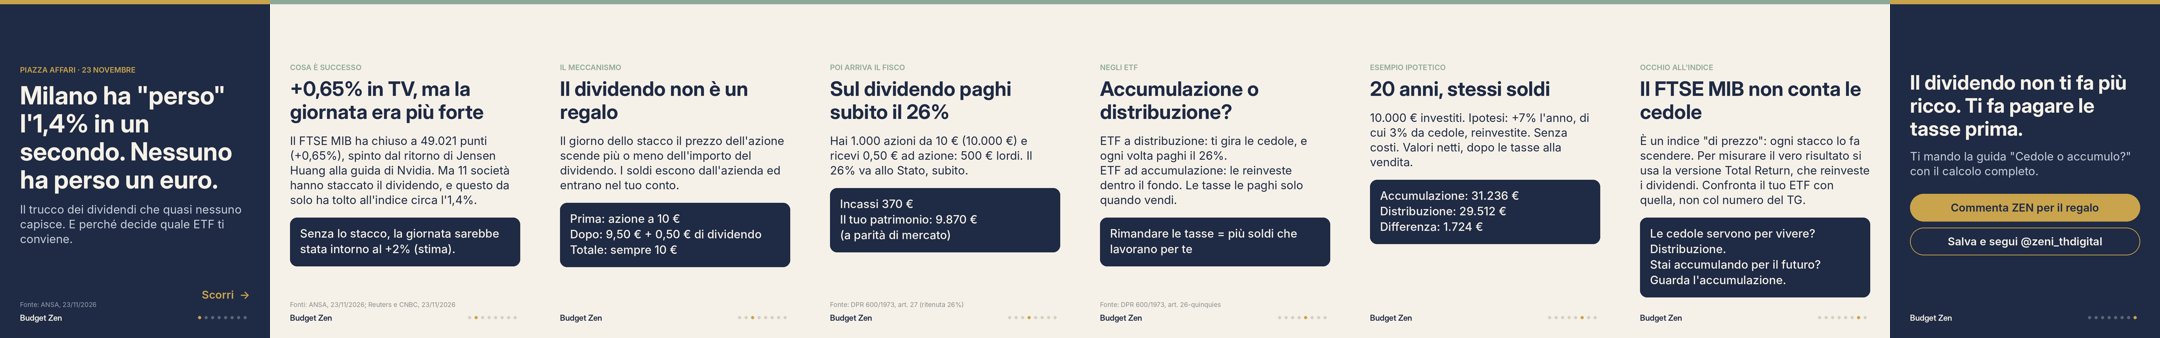 PIAZZA AFFARI · 23 NOVEMBRE
Milano ha "perso"
l'1,4% in un
secondo. Nessuno
ha perso un euro.
Il trucco dei dividendi che quasi nessuno
capisce. E perché decide quale ETF ti
conviene.
Scorri →
Fonte: ANSA, 23/11/2026
Budget Zen
COSA È SUCCESSO
+0,65% in TV, ma la
giornata era più forte
Il FTSE MIB ha chiuso a 49.021 punti
(+0,65%), spinto dal ritorno di Jensen
Huang alla guida di Nvidia. Ma 11 società
hanno staccato il dividendo, e questo da
solo ha tolto all'indice circa l'1,4%.
Senza lo stacco, la giornata sarebbe
stata intorno al +2% (stima).
Fonti: ANSA, 23/11/2026; Reuters e CNBC, 23/11/2026
Budget Zen
IL MECCANISMO
Il dividendo non è un
regalo
Il giorno dello stacco il prezzo dell'azione
scende più o meno dell'importo del
dividendo. I soldi escono dall'azienda ed
entrano nel tuo conto.
Prima: azione a 10 €
Dopo: 9,50 € + 0,50 € di dividendo
Totale: sempre 10 €
Budget Zen
POI ARRIVA IL FISCO
Sul dividendo paghi
subito il 26%
Hai 1.000 azioni da 10 € (10.000 €) e
ricevi 0,50 € ad azione: 500 € lordi. Il
26% va allo Stato, subito.
Incassi 370 €
Il tuo patrimonio: 9.870 €
(a parità di mercato)
Fonte: DPR 600/1973, art. 27 (ritenuta 26%)
Budget Zen
NEGLI ETF
Accumulazione o
distribuzione?
ETF a distribuzione: ti gira le cedole, e
ogni volta paghi il 26%.
ETF ad accumulazione: le reinveste
dentro il fondo. Le tasse le paghi solo
quando vendi.
Rimandare le tasse = più soldi che
lavorano per te
Fonte: DPR 600/1973, art. 26-quinquies
Budget Zen
ESEMPIO IPOTETICO
20 anni, stessi soldi
10.000 € investiti. Ipotesi: +7% l'anno, di
cui 3% da cedole, reinvestite. Senza
costi. Valori netti, dopo le tasse alla
vendita.
Accumulazione: 31.236 €
Distribuzione: 29.512 €
Differenza: 1.724 €
Budget Zen
OCCHIO ALL'INDICE
Il FTSE MIB non conta le
cedole
È un indice "di prezzo": ogni stacco lo fa
scendere. Per misurare il vero risultato si
usa la versione Total Return, che reinveste
i dividendi. Confronta il tuo ETF con
quella, non col numero del TG.
Le cedole servono per vivere?
Distribuzione.
Stai accumulando per il futuro?
Guarda l'accumulazione.
Budget Zen
Il dividendo non ti fa più
ricco. Ti fa pagare le
tasse prima.
Ti mando la guida "Cedole o accumulo?"
con il calcolo completo.
Commenta ZEN per il regalo
Salva e segui @zeni_thdigital
Budget Zen